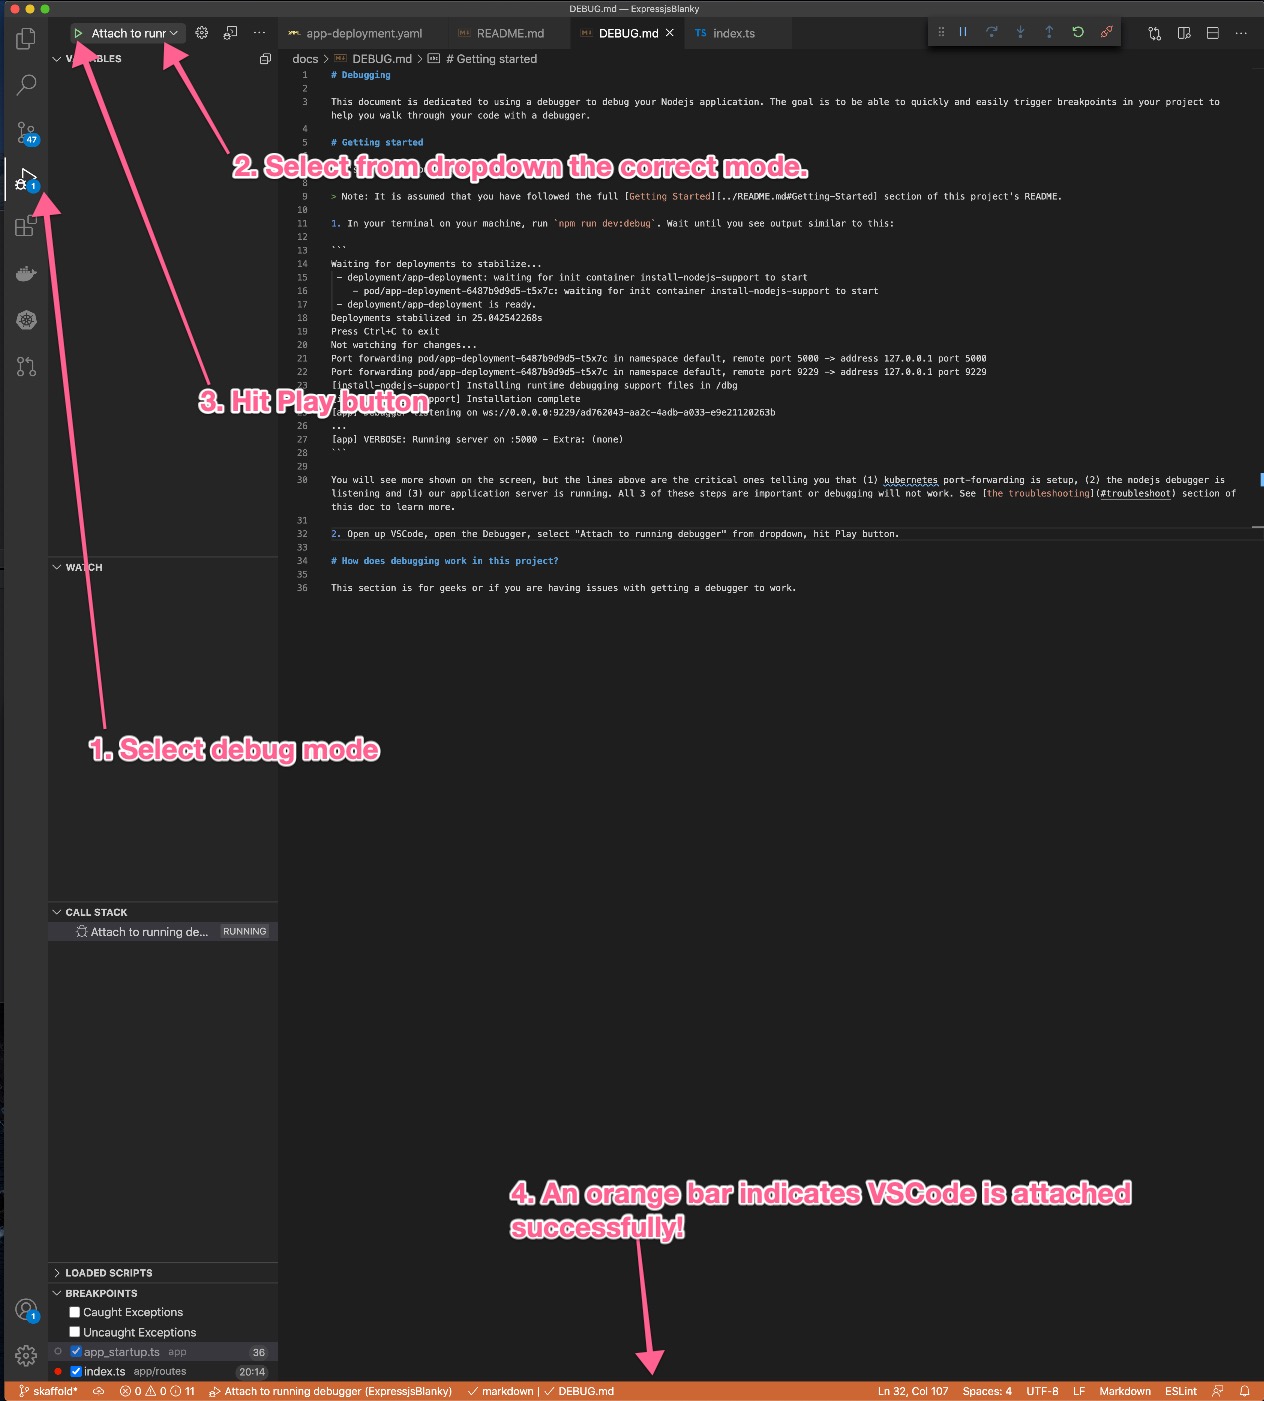 DEBUG.md — ExpressjsBlanky
Attach to runr
app-deployment.yaml
README.md
DEBUG.md
TS index.ts
docs > DEBUG.md > # Getting started
VARIABLES
1 # Debugging
2
3 This document is dedicated to using a debugger to debug your Nodejs application. The goal is to be able to quickly and easily trigger breakpoints in your project to
help you walk through your code with a debugger.
4
5 # Getting started
2. Select from dropdown the correct mode.
8
9 > Note: It is assumed that you have followed the full [Getting Started][../README.md#Getting-Started] section of this project's README.
10
11 1. In your terminal on your machine, run `npm run dev:debug`. Wait until you see output similar to this:
12
13 ```
14 Waiting for deployments to stabilize...
15 - deployment/app-deployment: waiting for init container install-nodejs-support to start
16 - pod/app-deployment-6487b9d9d5-t5x7c: waiting for init container install-nodejs-support to start
17 - deployment/app-deployment is ready.
18 Deployments stabilized in 25.042542268s
19 Press Ctrl+C to exit
20 Not watching for changes...
21 Port forwarding pod/app-deployment-6487b9d9d5-t5x7c in namespace default, remote port 5000 -> address 127.0.0.1 port 5000
22 Port forwarding pod/app-deployment-6487b9d9d5-t5x7c in namespace default, remote port 9229 -> address 127.0.0.1 port 9229
23 [install-nodejs-support] Installing runtime debugging support files in /dbg
port] Installation complete
3. Hit Play button
[app] Debugger listening on ws://0.0.0.0:9229/ad762043-aa2c-4adb-a033-e9e21120263b
26 ...
27 [app] VERBOSE: Running server on :5000 - Extra: (none)
28 ```
29
30 You will see more shown on the screen, but the lines above are the critical ones telling you that (1) kubernetes port-forwarding is setup, (2) the nodejs debugger is
listening and (3) our application server is running. All 3 of these steps are important or debugging will not work. See [the troubleshooting](#troubleshoot) section of
this doc to learn more.
31
32 2. Open up VSCode, open the Debugger, select "Attach to running debugger" from dropdown, hit Play button.
33
34 # How does debugging work in this project?
35
36 This section is for geeks or if you are having issues with getting a debugger to work.
47
1
WATCH
1. Select debug mode
CALL STACK
Attach to running de... RUNNING
4. An orange bar indicates VSCode is attached
successfully!
LOADED SCRIPTS
BREAKPOINTS
Caught Exceptions
Uncaught Exceptions
app_startup.ts app 36
index.ts app/routes 20:14
1
skaffold* 0 0 11 Attach to running debugger (ExpressjsBlanky) markdown | DEBUG.md Ln 32, Col 107 Spaces: 4 UTF-8 LF Markdown ESLint